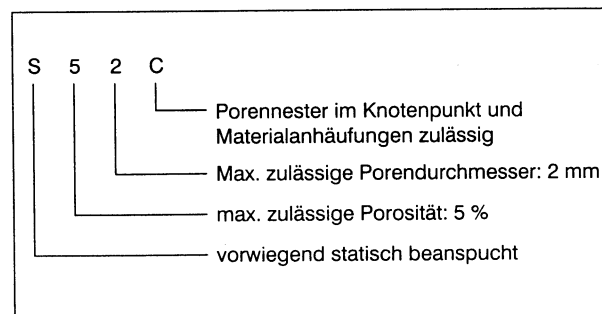 S 5 2 C
Porennester im Knotenpunkt und
Materialanhäufungen zulässig
Max. zulässige Porendurchmesser: 2 mm
max. zulässige Porosität: 5 %
vorwiegend statisch beanspucht